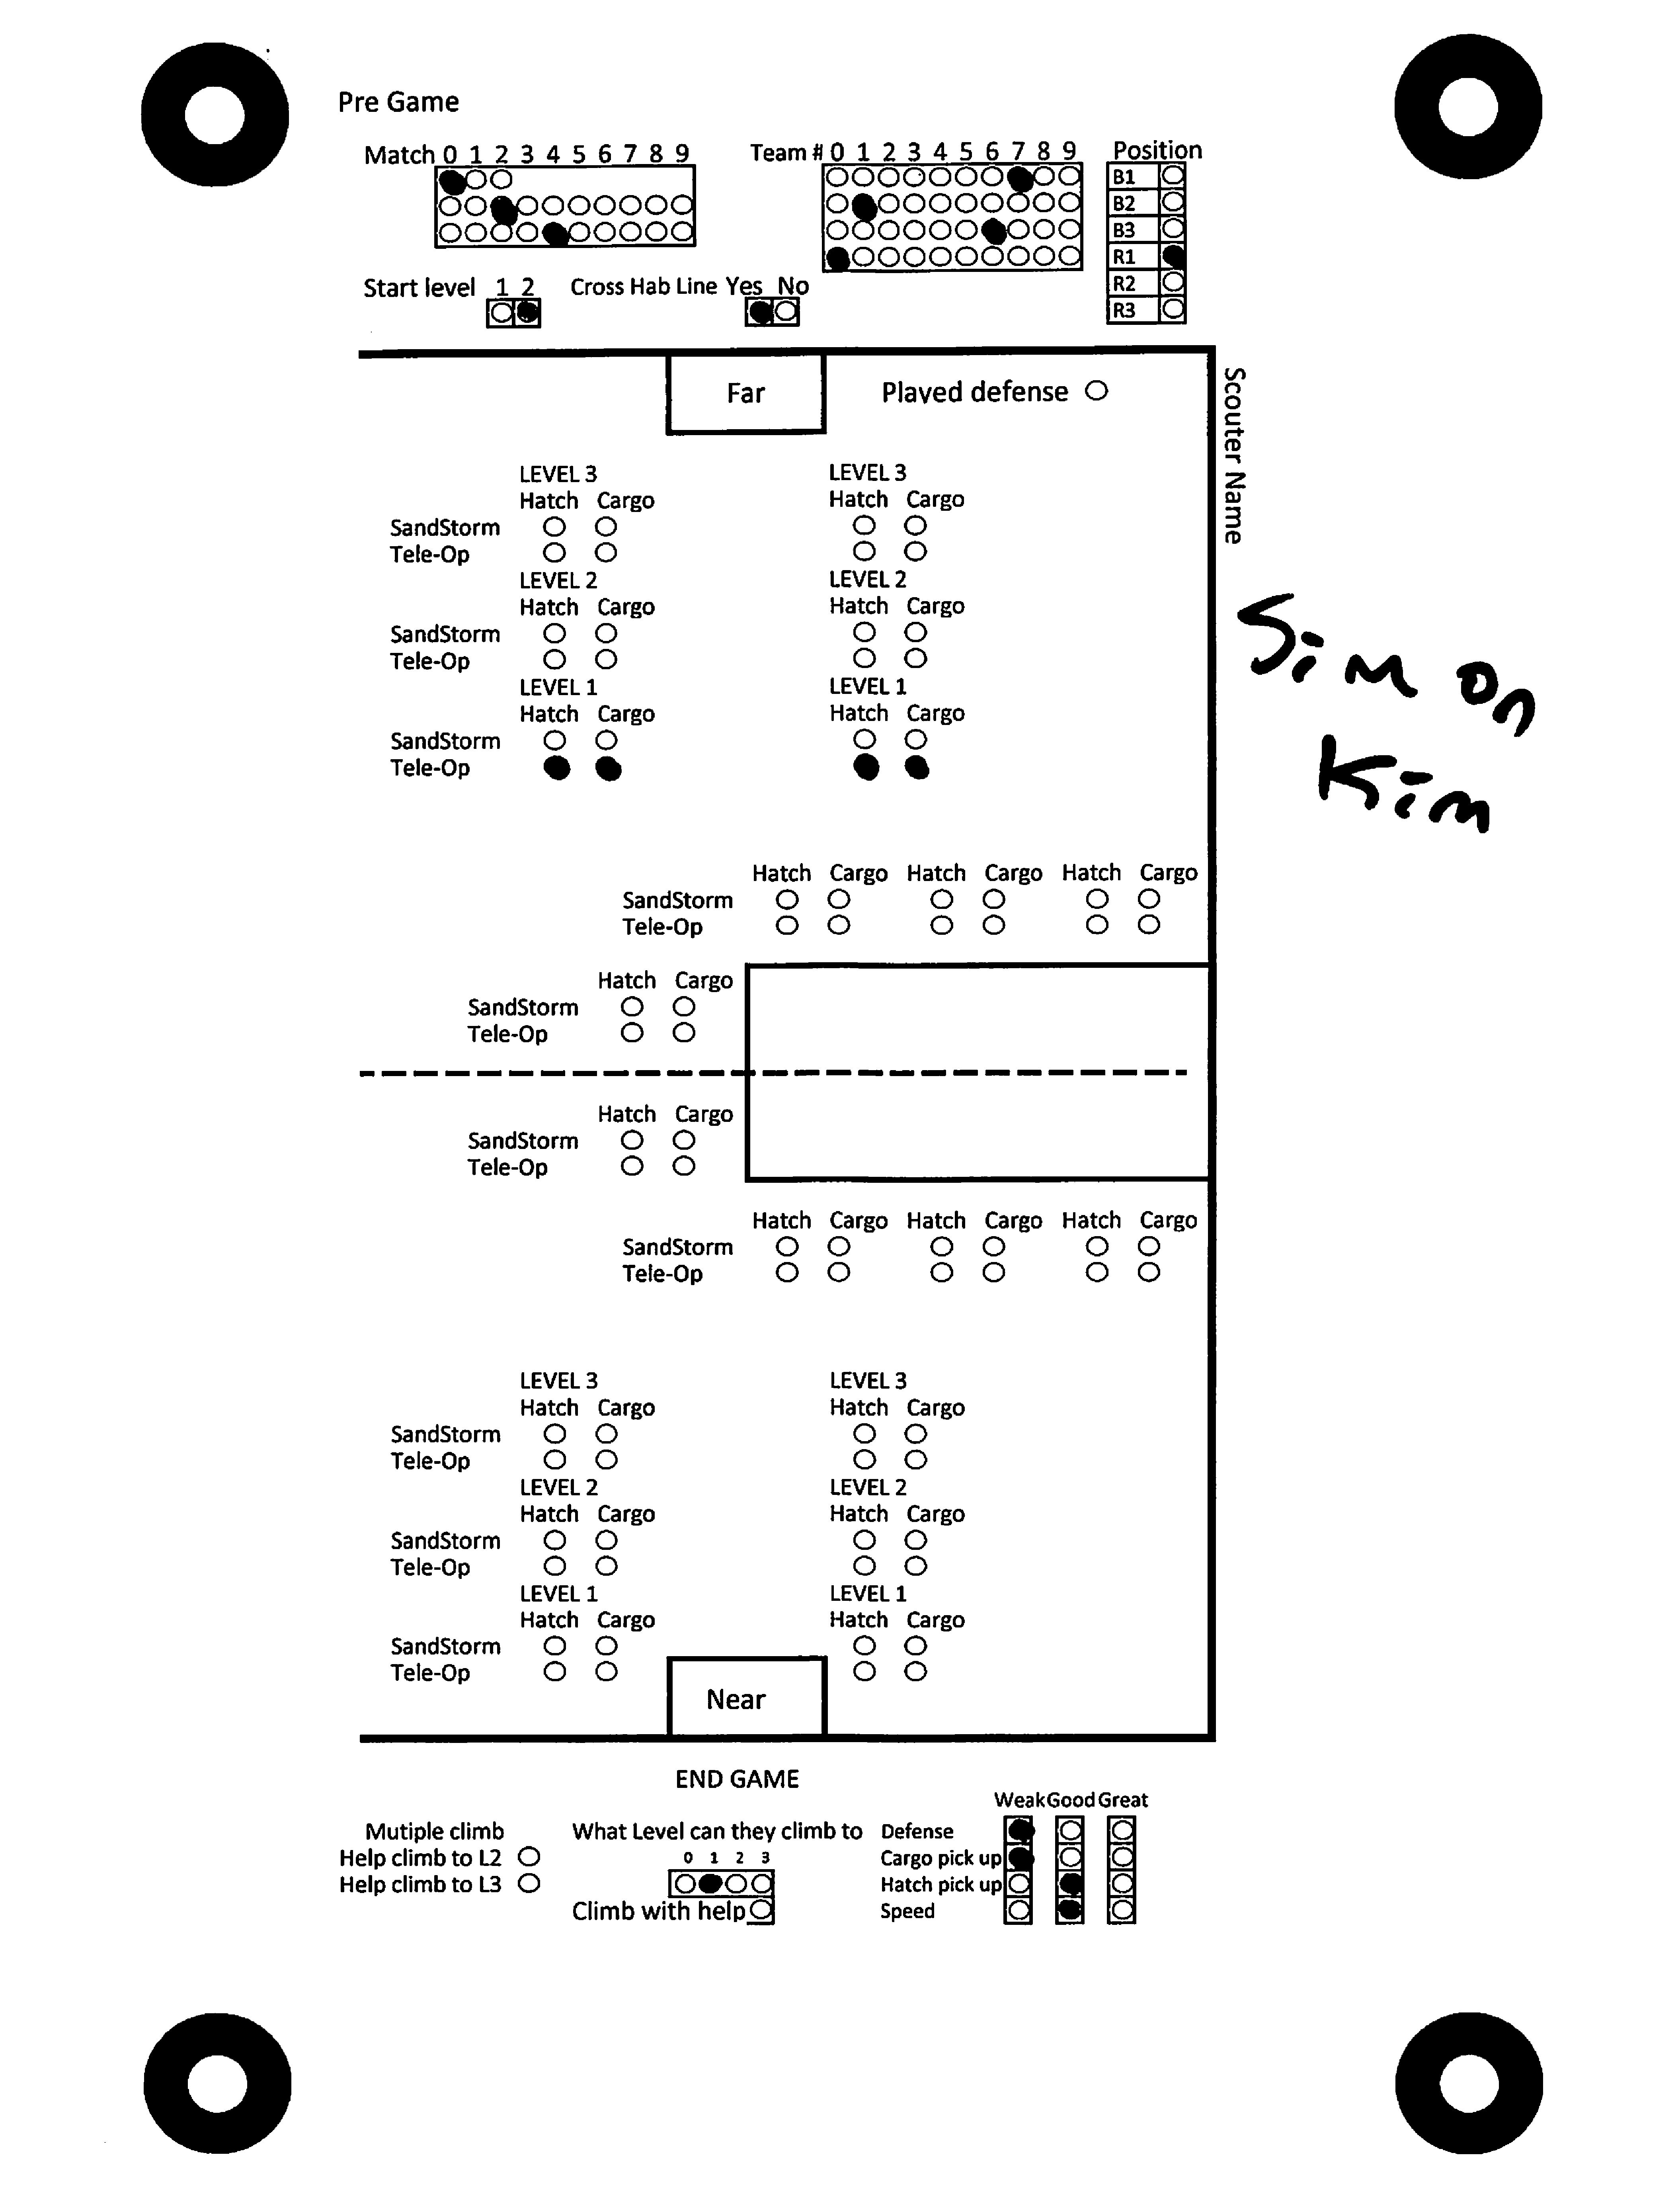 Pre Game
Match 0 1 2 3 4 5 6 7 8 9
Team # 0 1 2 3 4 5 6 7 8 9
Position
B1
B2
B3
R1
R2
R3
Start level 1 2
Cross Hab Line Yes No
Far
Played defense
Scouter Name
Simon
Kim
LEVEL 3 LEVEL 3
Hatch Cargo Hatch Cargo
SandStorm
Tele-Op
LEVEL 2 LEVEL 2
Hatch Cargo Hatch Cargo
SandStorm
Tele-Op
LEVEL 1 LEVEL 1
Hatch Cargo Hatch Cargo
SandStorm
Tele-Op
Hatch Cargo Hatch Cargo Hatch Cargo
SandStorm
Tele-Op
Hatch Cargo
SandStorm
Tele-Op
Hatch Cargo
SandStorm
Tele-Op
Hatch Cargo Hatch Cargo Hatch Cargo
SandStorm
Tele-Op
LEVEL 3 LEVEL 3
Hatch Cargo Hatch Cargo
SandStorm
Tele-Op
LEVEL 2 LEVEL 2
Hatch Cargo Hatch Cargo
SandStorm
Tele-Op
LEVEL 1 LEVEL 1
Hatch Cargo Hatch Cargo
SandStorm
Tele-Op
Near
END GAME
Mutiple climb
Help climb to L2
Help climb to L3
What Level can they climb to
0 1 2 3
Climb with help
Weak Good Great
Defense
Cargo pick up
Hatch pick up
Speed